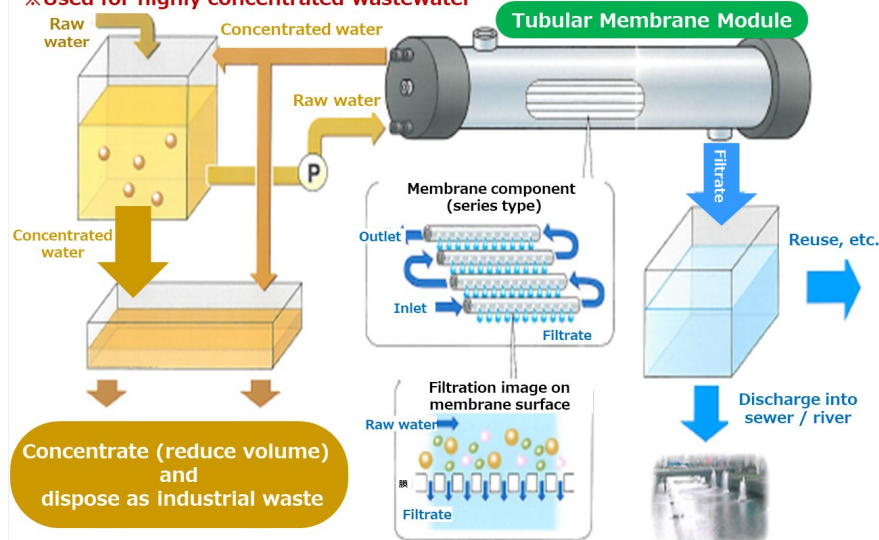 ※Used for highly concentrated wastewater
Tubular Membrane Module
Raw
water
Concentrated water
Raw water
P
Filtrate
Membrane component
(series type)
Outlet
Inlet
Filtrate
Concentrated
water
Reuse, etc.
Filtration image on
membrane surface
Raw water
膜
Filtrate
Discharge into
sewer / river
Concentrate (reduce volume)
and
dispose as industrial waste